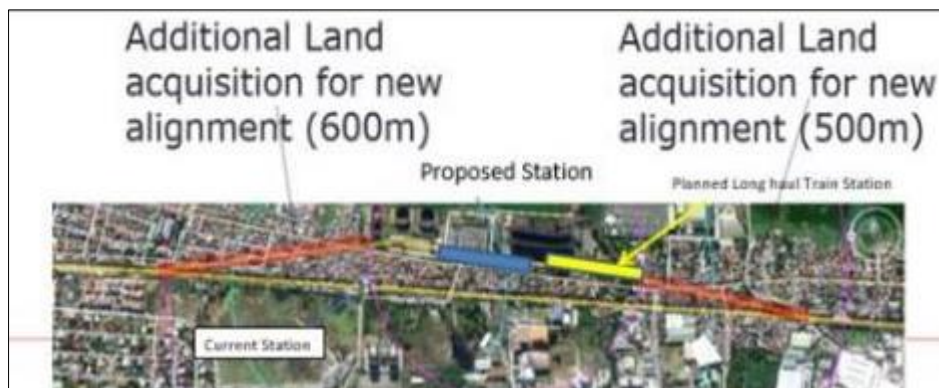 Additional Land
acquisition for new
alignment (600m)
Additional Land
acquisition for new
alignment (500m)
Proposed Station
Planned Long haul Train Station
Current Station